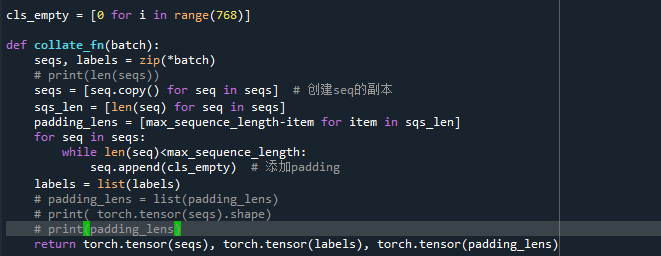 cls_empty = [0 for i in range(768)]
def collate_fn(batch):
    seqs, labels = zip(*batch)
    # print(len(seqs))
    seqs = [seq.copy() for seq in seqs]  # 创建seq的副本
    sqs_len = [len(seq) for seq in seqs]
    padding_lens = [max_sequence_length-item for item in sqs_len]
    for seq in seqs:
        while len(seq)<max_sequence_length:
            seq.append(cls_empty)  # 添加padding
    labels = list(labels)
    # padding_lens = list(padding_lens)
    # print( torch.tensor(seqs).shape)
    # print(padding_lens)
    return torch.tensor(seqs), torch.tensor(labels), torch.tensor(padding_lens)